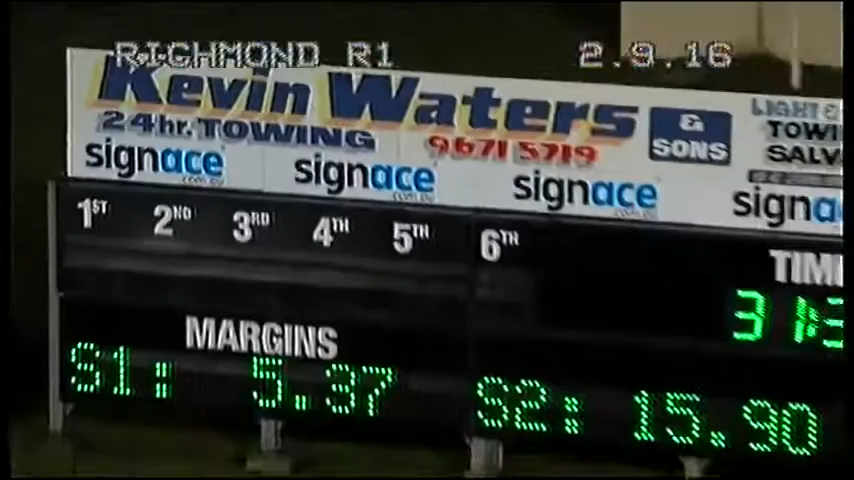 RICHMOND R1 2.9.16
Kevin Waters & SONS
24hr. TOWING 9671 5719
LIGHT &
signace signace signace
1ST 2ND 3RD 4TH 5TH 6TH
MARGINS
S1: 5.37 S2: 15.90